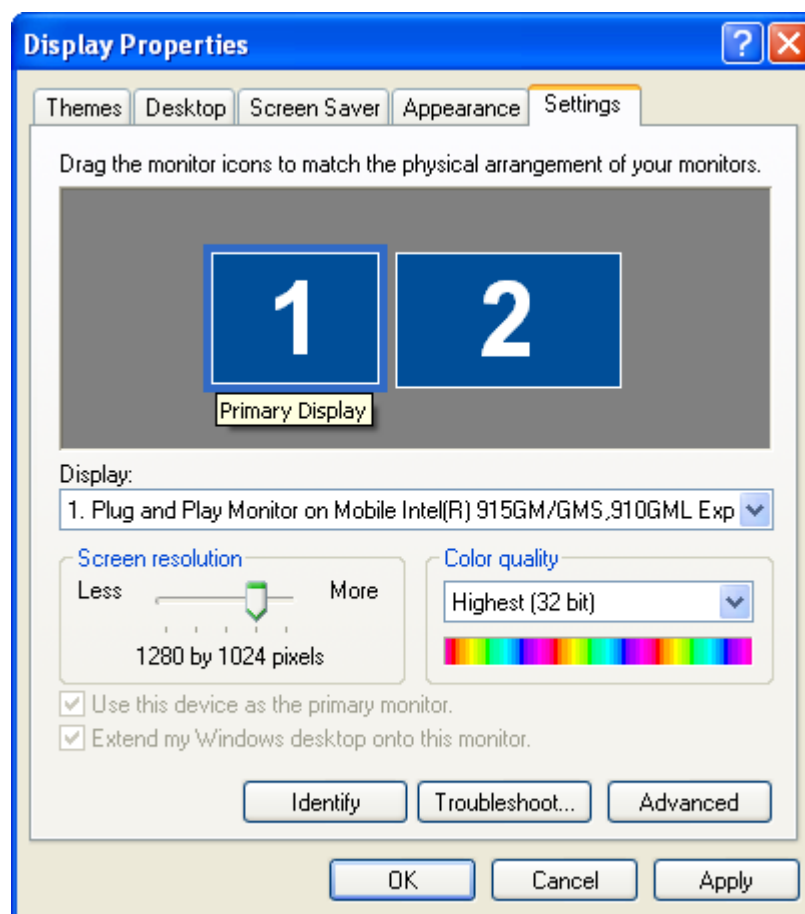 Display Properties
Themes Desktop Screen Saver Appearance Settings
Drag the monitor icons to match the physical arrangement of your monitors.
1 2
Primary Display
Display:
1. Plug and Play Monitor on Mobile Intel(R) 915GM/GMS,910GML Exp
Screen resolution Color quality
Less More Highest (32 bit)
1280 by 1024 pixels
Use this device as the primary monitor.
Extend my Windows desktop onto this monitor.
Identify Troubleshoot... Advanced
OK Cancel Apply